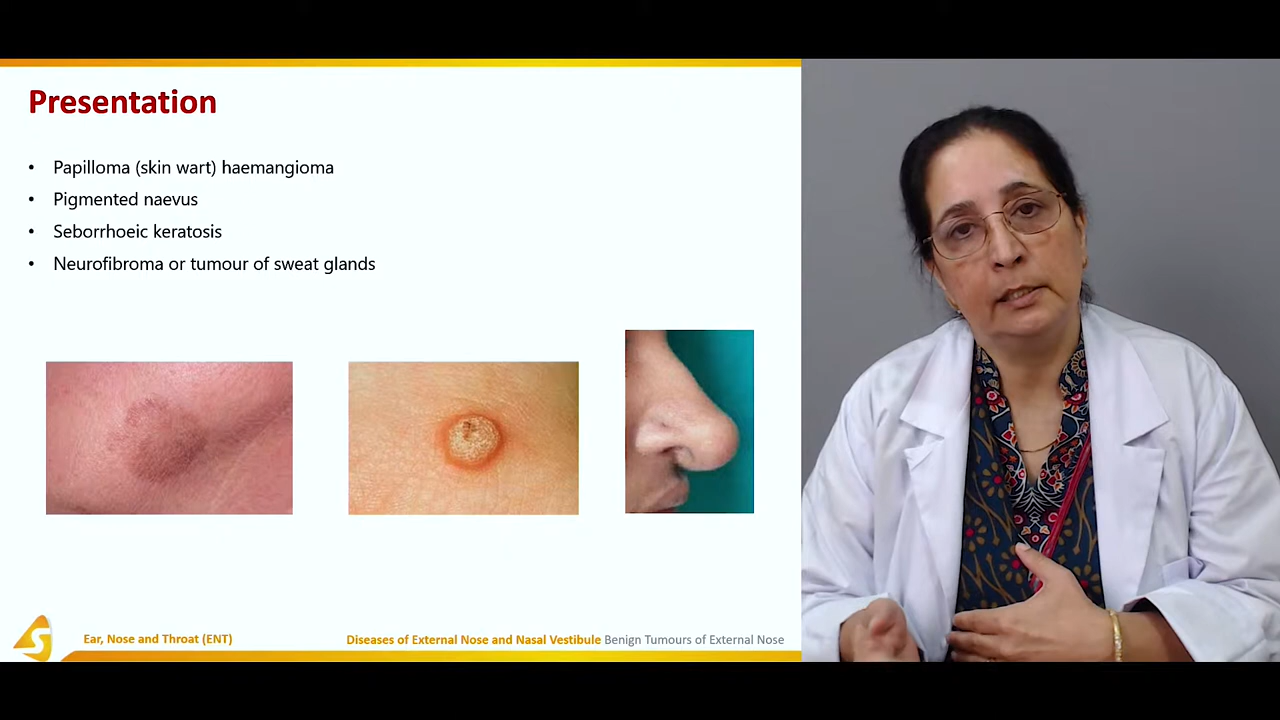 Presentation
• Papilloma (skin wart) haemangioma
• Pigmented naevus
• Seborrhoeic keratosis
• Neurofibroma or tumour of sweat glands
Ear, Nose and Throat (ENT)
Diseases of External Nose and Nasal Vestibule Benign Tumours of External Nose